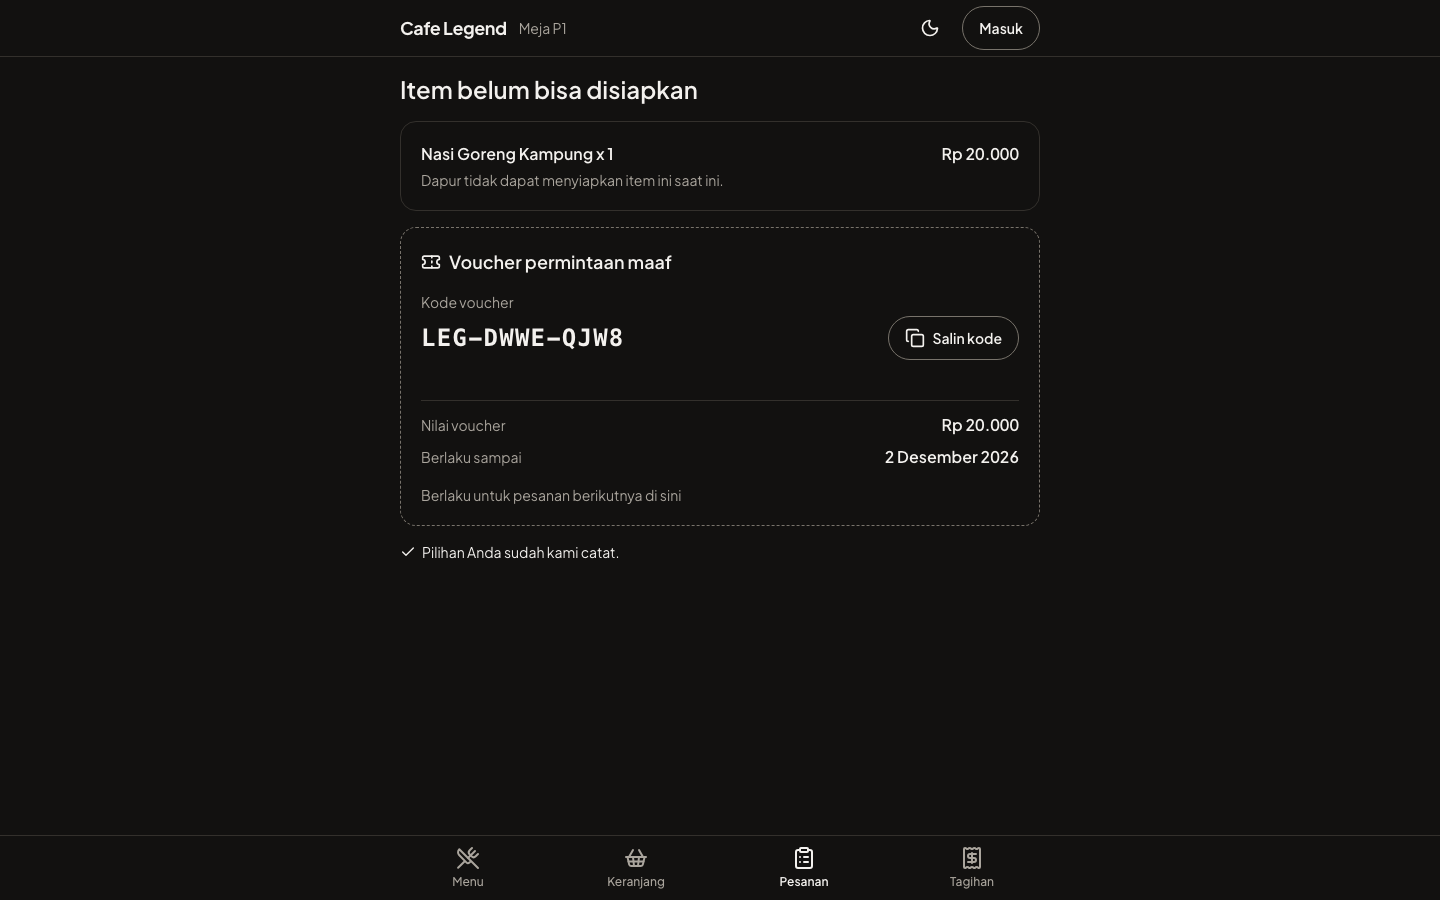 Cafe Legend Meja P1 Masuk
Item belum bisa disiapkan
Nasi Goreng Kampung x 1 Rp 20.000
Dapur tidak dapat menyiapkan item ini saat ini.
Voucher permintaan maaf
Kode voucher
LEG-DWWE-QJW8 Salin kode
Nilai voucher Rp 20.000
Berlaku sampai 2 Desember 2026
Berlaku untuk pesanan berikutnya di sini
Pilihan Anda sudah kami catat.
Menu Keranjang Pesanan Tagihan